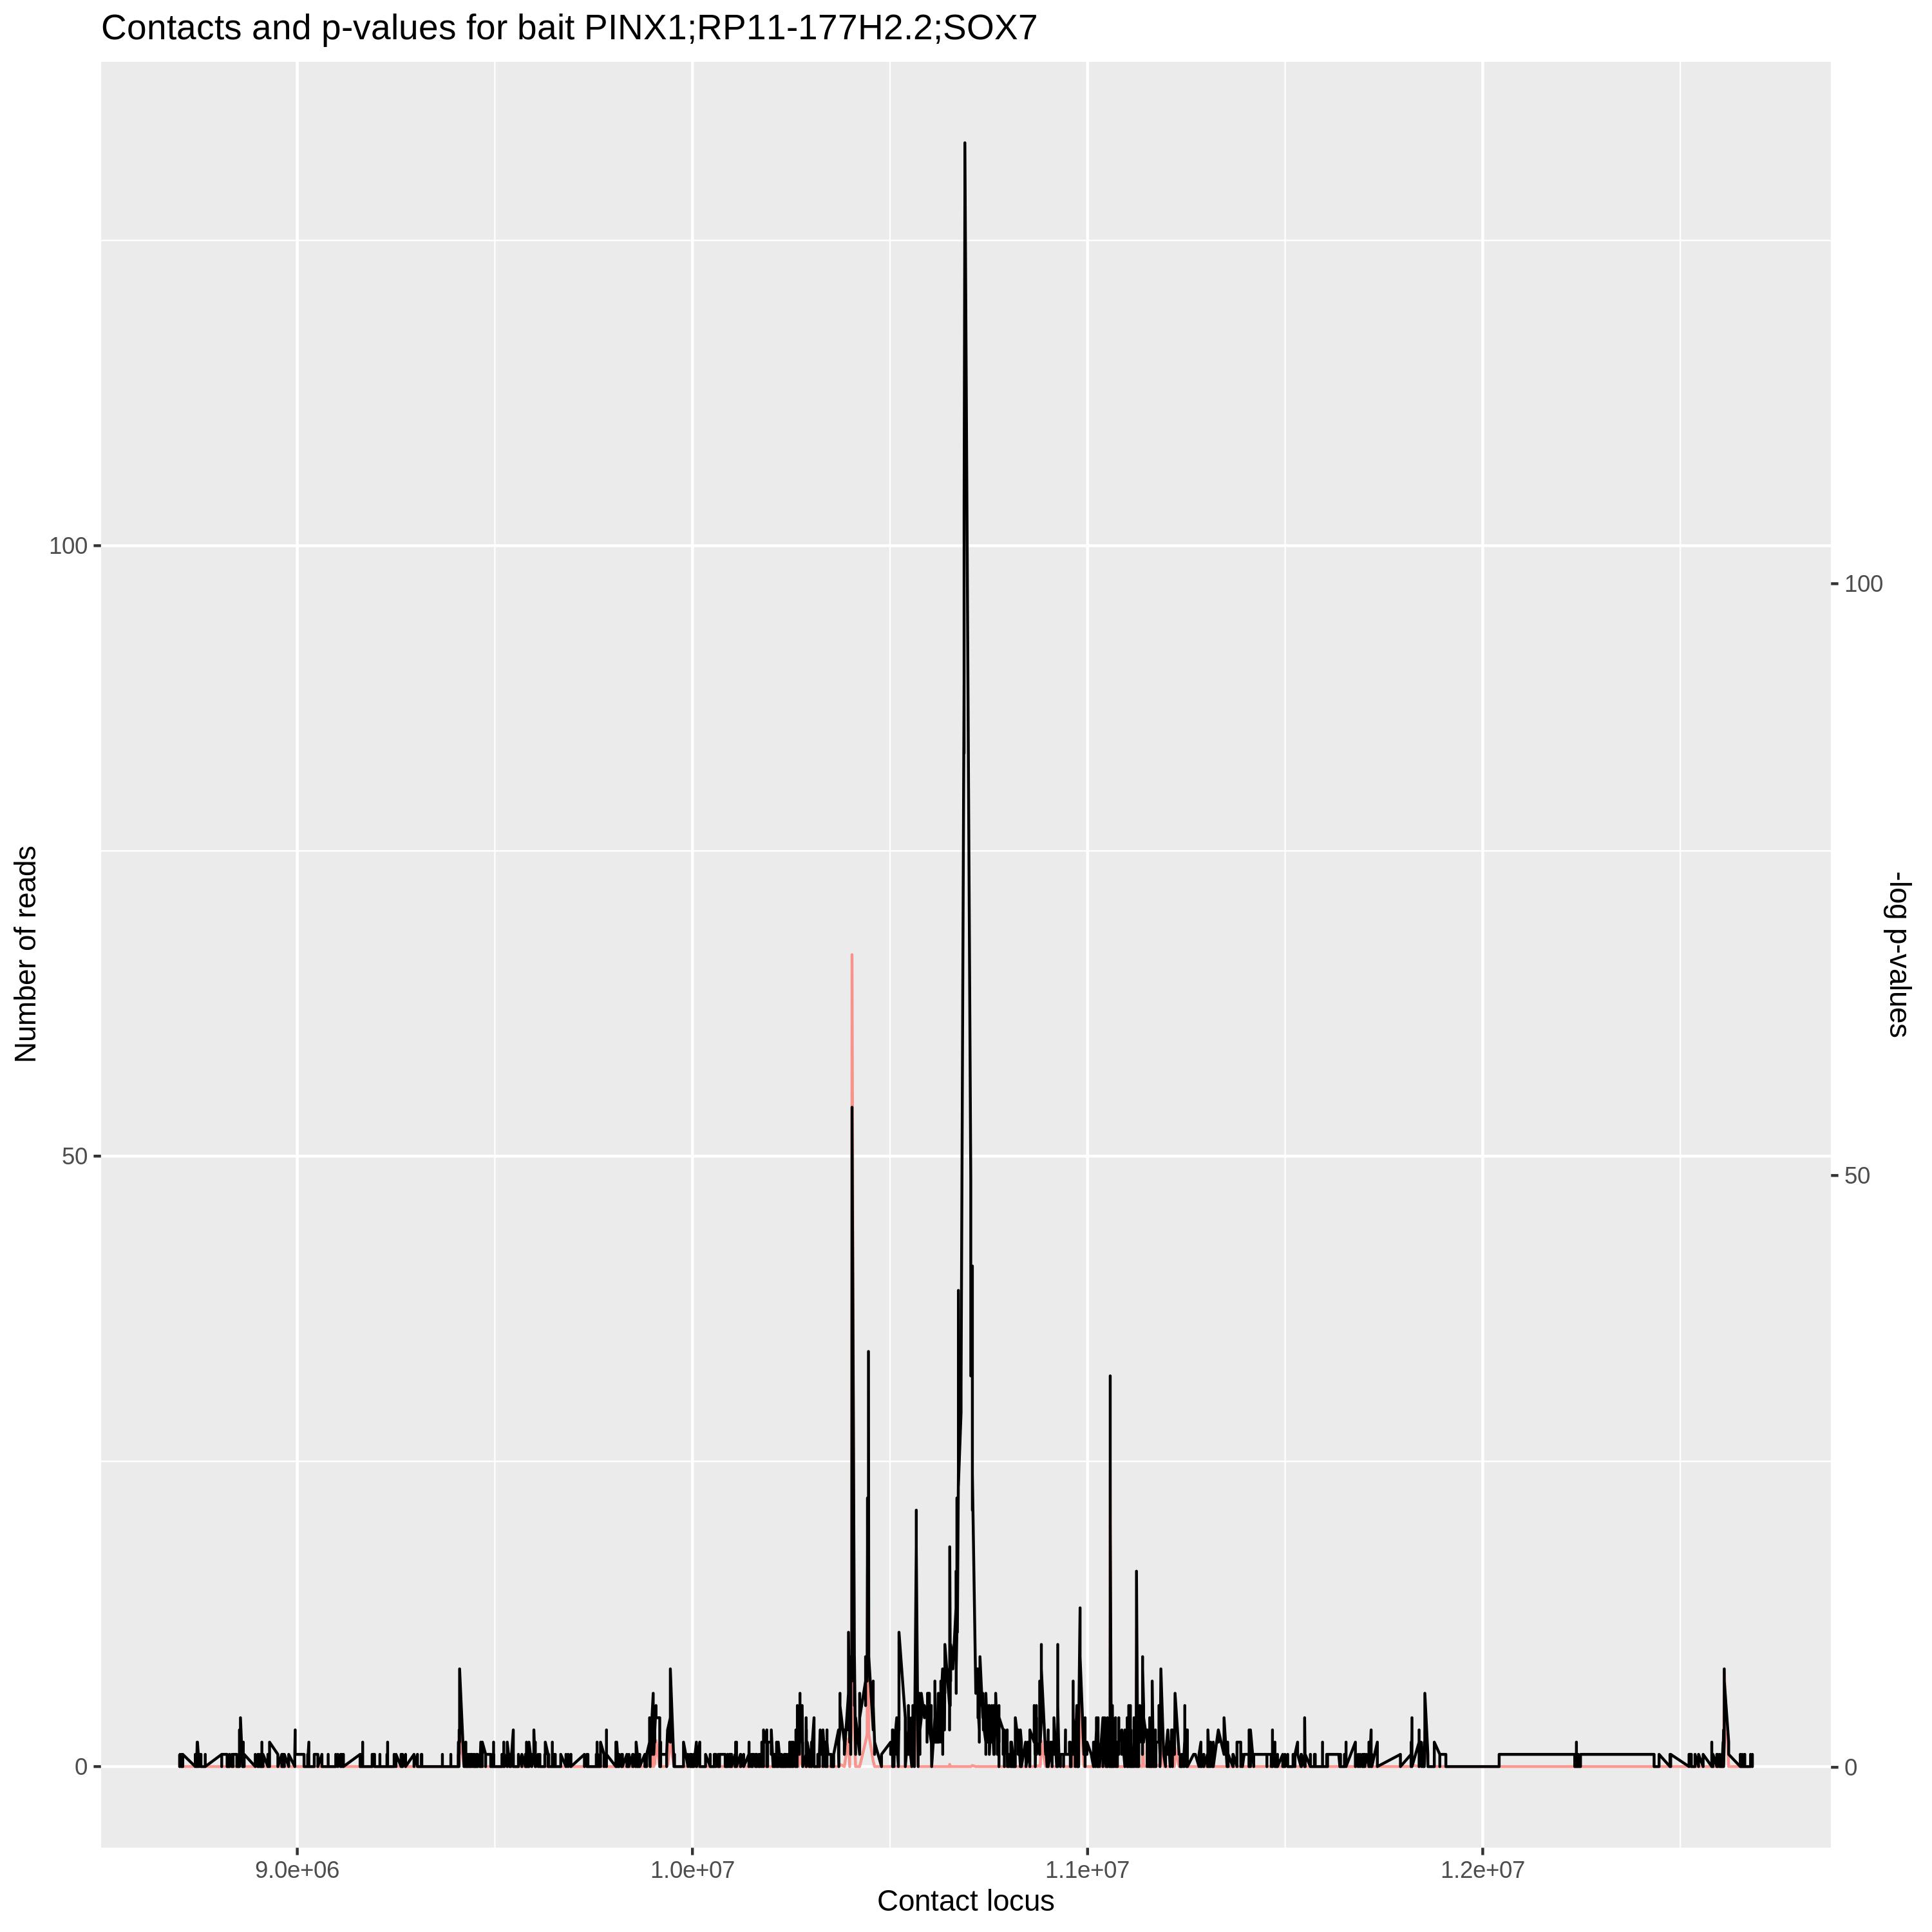 Contacts and p-values for bait PINX1;RP11-177H2.2;SOX7
Number of reads
100
50
0
100
50
0
-log p-values
9.0e+06
1.0e+07
1.1e+07
1.2e+07
Contact locus